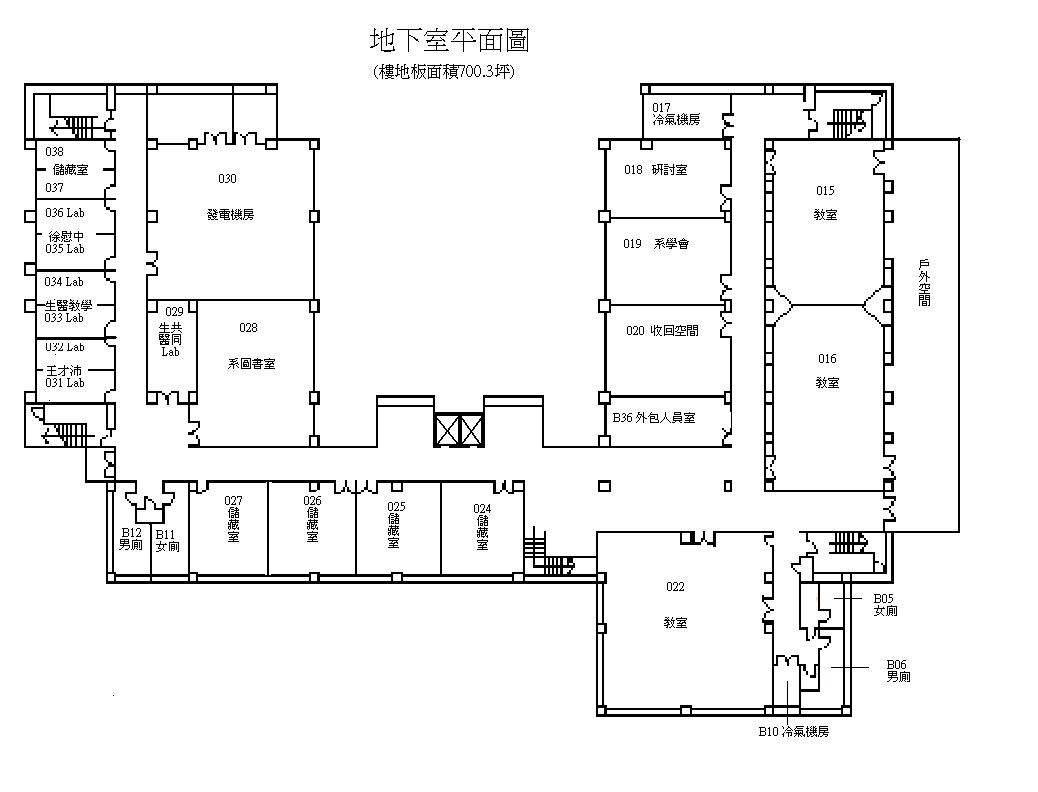 地下室平面圖
(樓地板面積700.3坪)
017
冷氣機房
038
儲藏室
037
036 Lab
徐慰中
035 Lab
034 Lab
生醫教學
033 Lab
032 Lab
王才沛
031 Lab
030
發電機房
029
生共
醫同
Lab
028
系圖書室
018 研討室
019 系學會
020 收回空間
B36 外包人員室
015
教室
016
教室
戶外空間
B12
男廁
B11
女廁
027
儲藏室
026
儲藏室
025
儲藏室
024
儲藏室
022
教室
B05
女廁
B06
男廁
B10 冷氣機房